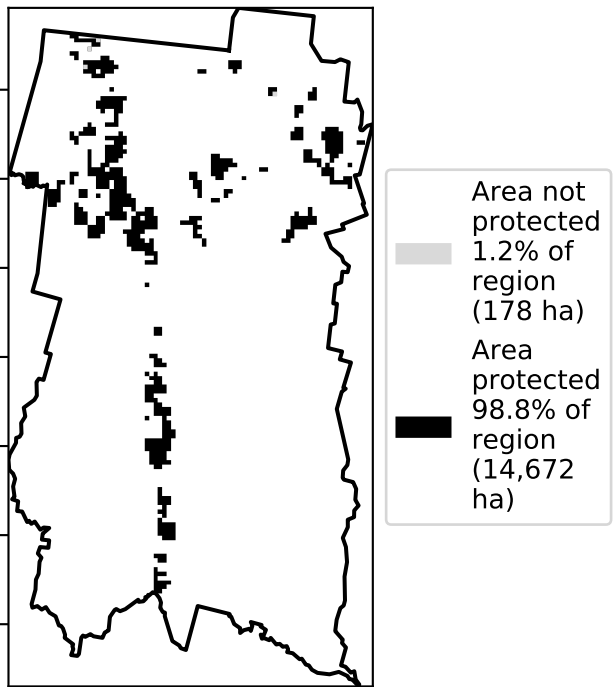 Area not
protected
1.2% of
region
(178 ha)
Area
protected
98.8% of
region
(14,672
ha)